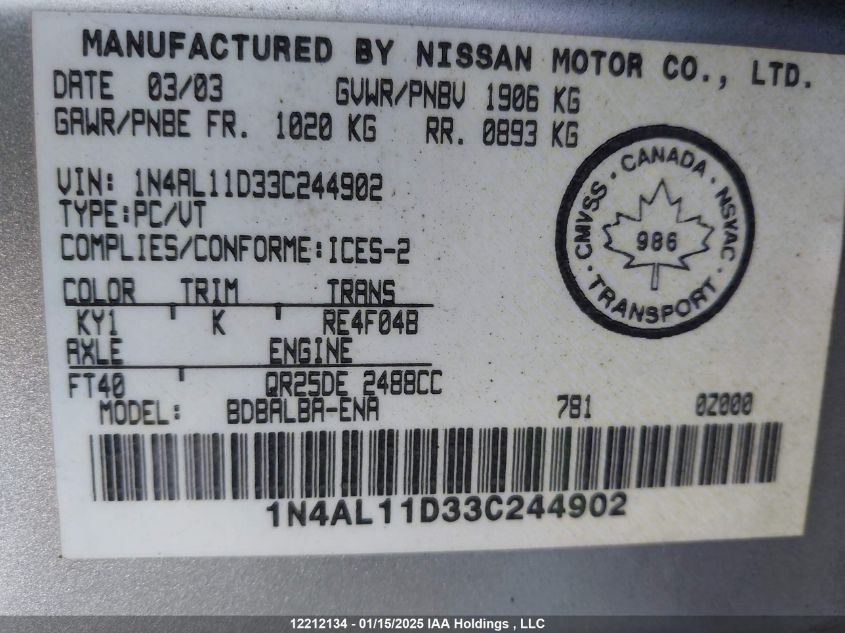 MANUFACTURED BY NISSAN MOTOR CO., LTD.
DATE 03/03 GVWR/PNBV 1906 KG
GAWR/PNBE FR. 1020 KG RR. 0893 KG
VIN: 1N4AL11D33C244902
TYPE:PC/VT
COMPLIES/CONFORME:ICES-2
CMVSS · CANADA · NSVAC · TRANSPORT ·
986
COLOR TRIM TRANS
KY1 K RE4F04B
AXLE ENGINE
FT40 QR25DE 2488CC
MODEL: BDBALBA-ENA 781 0Z000
1N4AL11D33C244902
12212134 - 01/15/2025 IAA Holdings , LLC